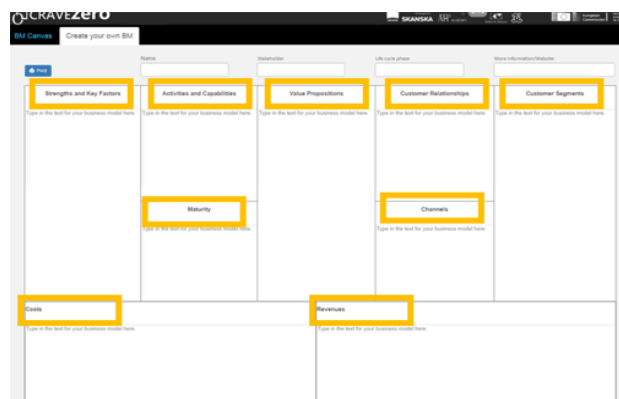 CRAVEzero
SKANSKA
European
Commission
BM Canvas
Create your own BM
Name
Stakeholder
Life cycle phase
More Information/Website
Print
Strengths and Key Factors
Activities and Capabilities
Value Propositions
Customer Relationships
Customer Segments
Type in the text for your business model here.
Type in the text for your business model here.
Type in the text for your business model here.
Type in the text for your business model here.
Type in the text for your business model here.
Maturity
Channels
Type in the text for your business model here.
Type in the text for your business model here.
Costs
Revenues
Type in the text for your business model here.
Type in the text for your business model here.